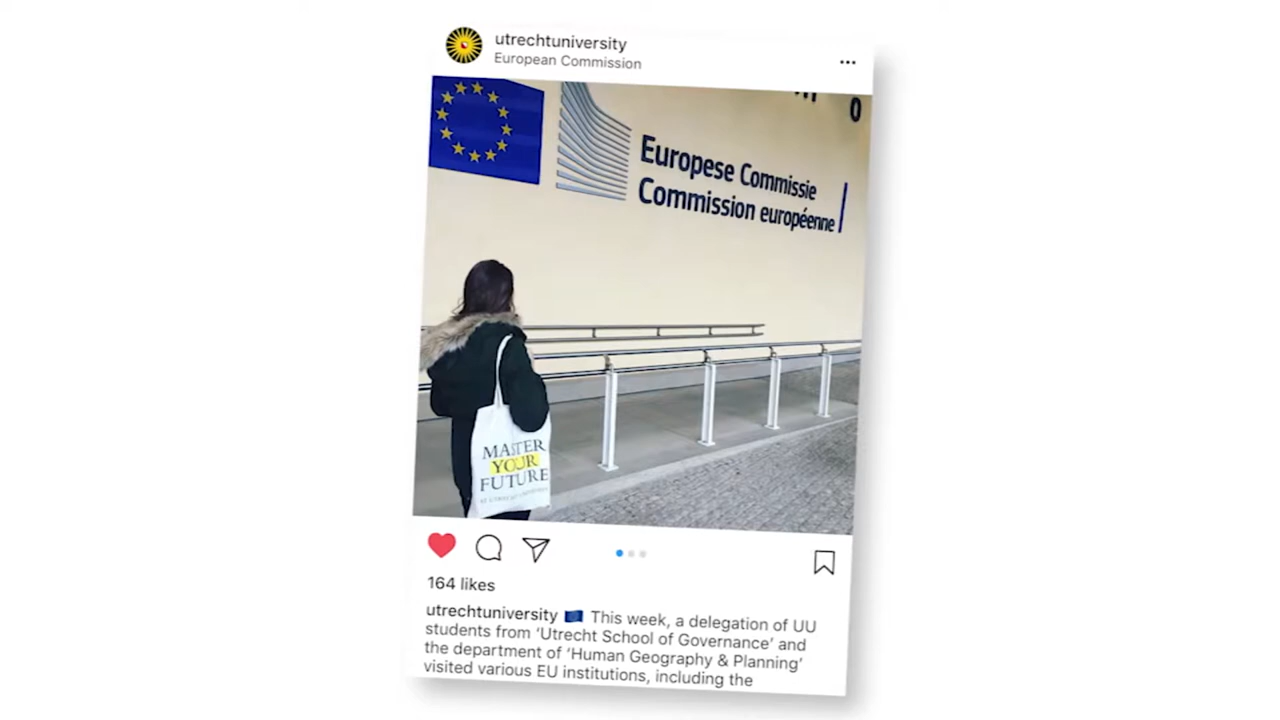 utrechtuniversity
European Commission
Europese Commissie
Commission européenne
MASTER
YOUR
FUTURE
164 likes
utrechtuniversity 🇪🇺 This week, a delegation of UU
students from ‘Utrecht School of Governance’ and
the department of ‘Human Geography & Planning’
visited various EU institutions, including the